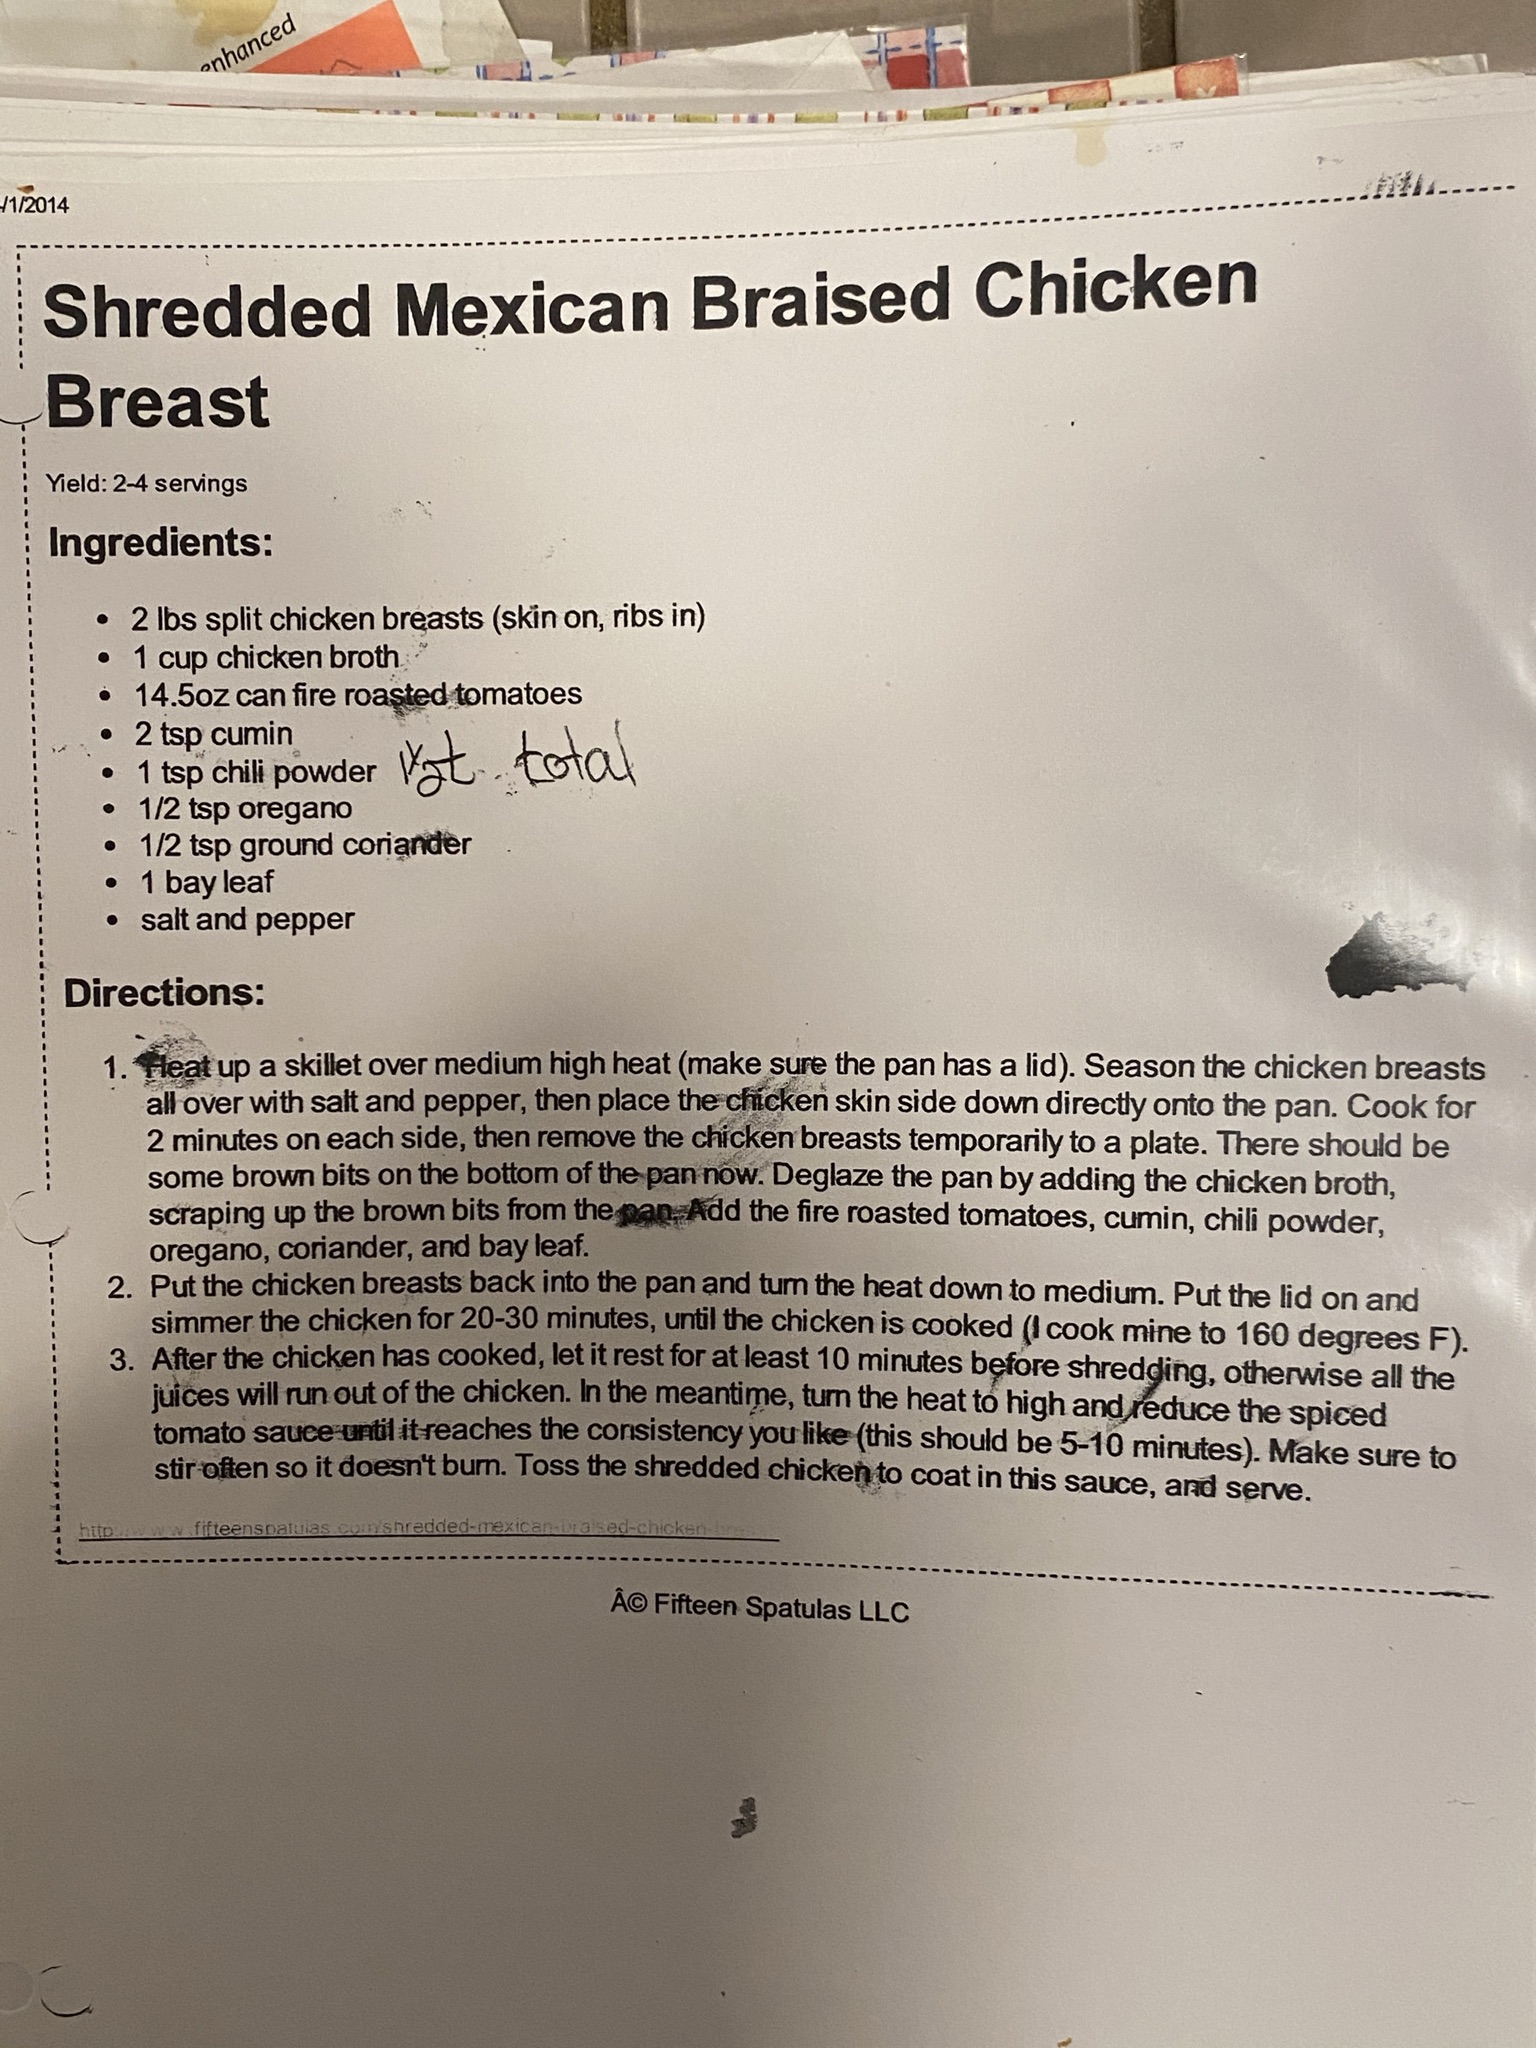 enhanced
/1/2014
Shredded Mexican Braised Chicken
Breast
Yield: 2-4 servings
Ingredients:
• 2 lbs split chicken breasts (skin on, ribs in)
• 1 cup chicken broth
• 14.5oz can fire roasted tomatoes
• 2 tsp cumin
• 1 tsp chili powder total
• 1/2 tsp oregano
• 1/2 tsp ground coriander
• 1 bay leaf
• salt and pepper
Directions:
1. Heat up a skillet over medium high heat (make sure the pan has a lid). Season the chicken breasts
all over with salt and pepper, then place the chicken skin side down directly onto the pan. Cook for
2 minutes on each side, then remove the chicken breasts temporarily to a plate. There should be
some brown bits on the bottom of the pan now. Deglaze the pan by adding the chicken broth,
scraping up the brown bits from the pan. Add the fire roasted tomatoes, cumin, chili powder,
oregano, coriander, and bay leaf.
2. Put the chicken breasts back into the pan and turn the heat down to medium. Put the lid on and
simmer the chicken for 20-30 minutes, until the chicken is cooked (I cook mine to 160 degrees F).
3. After the chicken has cooked, let it rest for at least 10 minutes before shredding, otherwise all the
juices will run out of the chicken. In the meantime, turn the heat to high and reduce the spiced
tomato sauce until it reaches the consistency you like (this should be 5-10 minutes). Make sure to
stir often so it doesn't burn. Toss the shredded chicken to coat in this sauce, and serve.
http://www.fifteenspatulas.com/shredded-mexican-braised-chicken-
Â© Fifteen Spatulas LLC